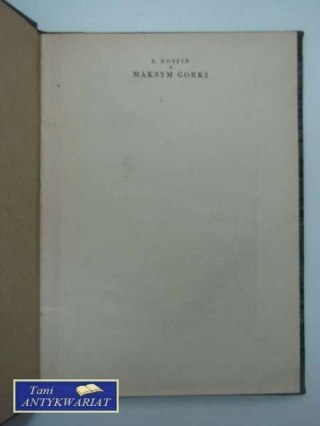 A. ROSKIN
MAKSYM GORKI
Tani
ANTYKWARIAT